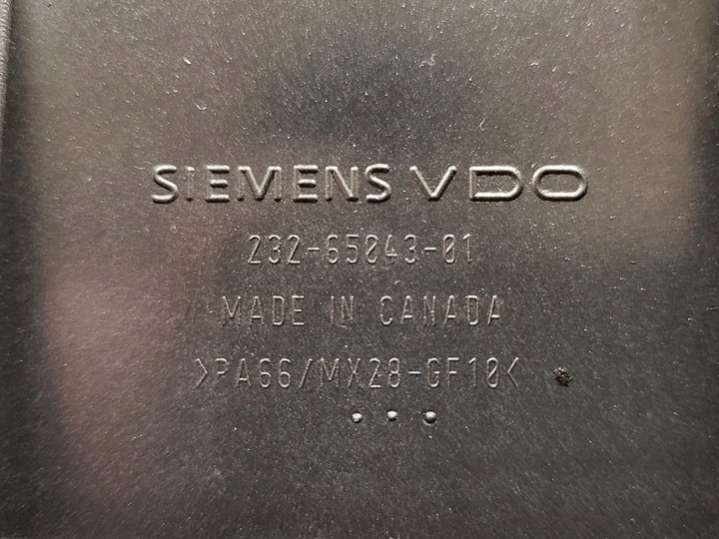 SIEMENS VDO
232-65043-01
MADE IN CANADA
>PA66/MX28-GF10<